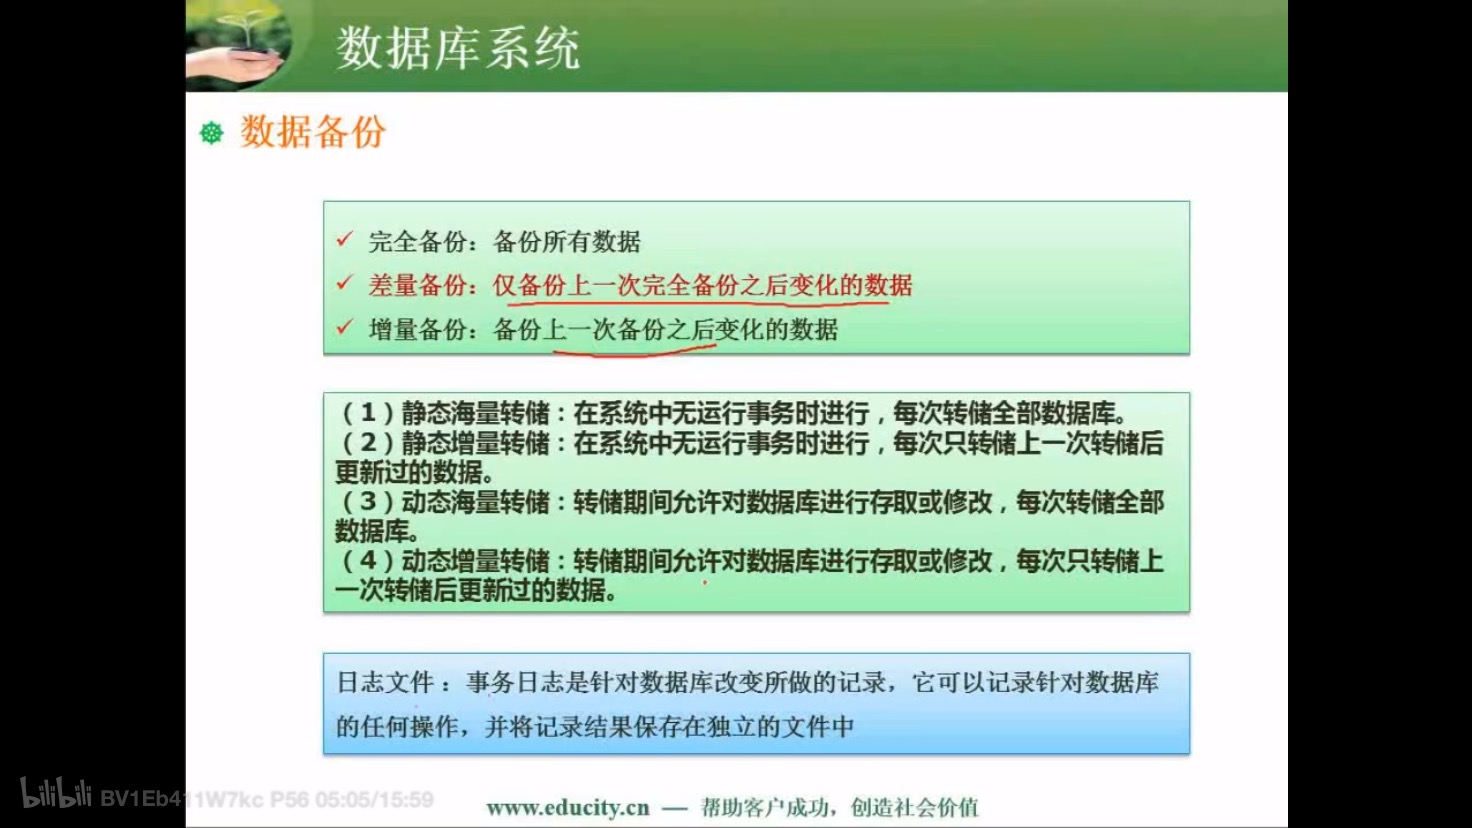 数据库系统
数据备份
完全备份：备份所有数据
差量备份：仅备份上一次完全备份之后变化的数据
增量备份：备份上一次备份之后变化的数据
（1）静态海量转储：在系统中无运行事务时进行，每次转储全部数据库。
（2）静态增量转储：在系统中无运行事务时进行，每次只转储上一次转储后
更新过的数据。
（3）动态海量转储：转储期间允许对数据库进行存取或修改，每次转储全部
数据库。
（4）动态增量转储：转储期间允许对数据库进行存取或修改，每次只转储上
一次转储后更新过的数据。
日志文件：事务日志是针对数据库改变所做的记录，它可以记录针对数据库
的任何操作，并将记录结果保存在独立的文件中
bilibili BV1Eb411W7kc P56 05:05/15:59
www.educity.cn — 帮助客户成功，创造社会价值